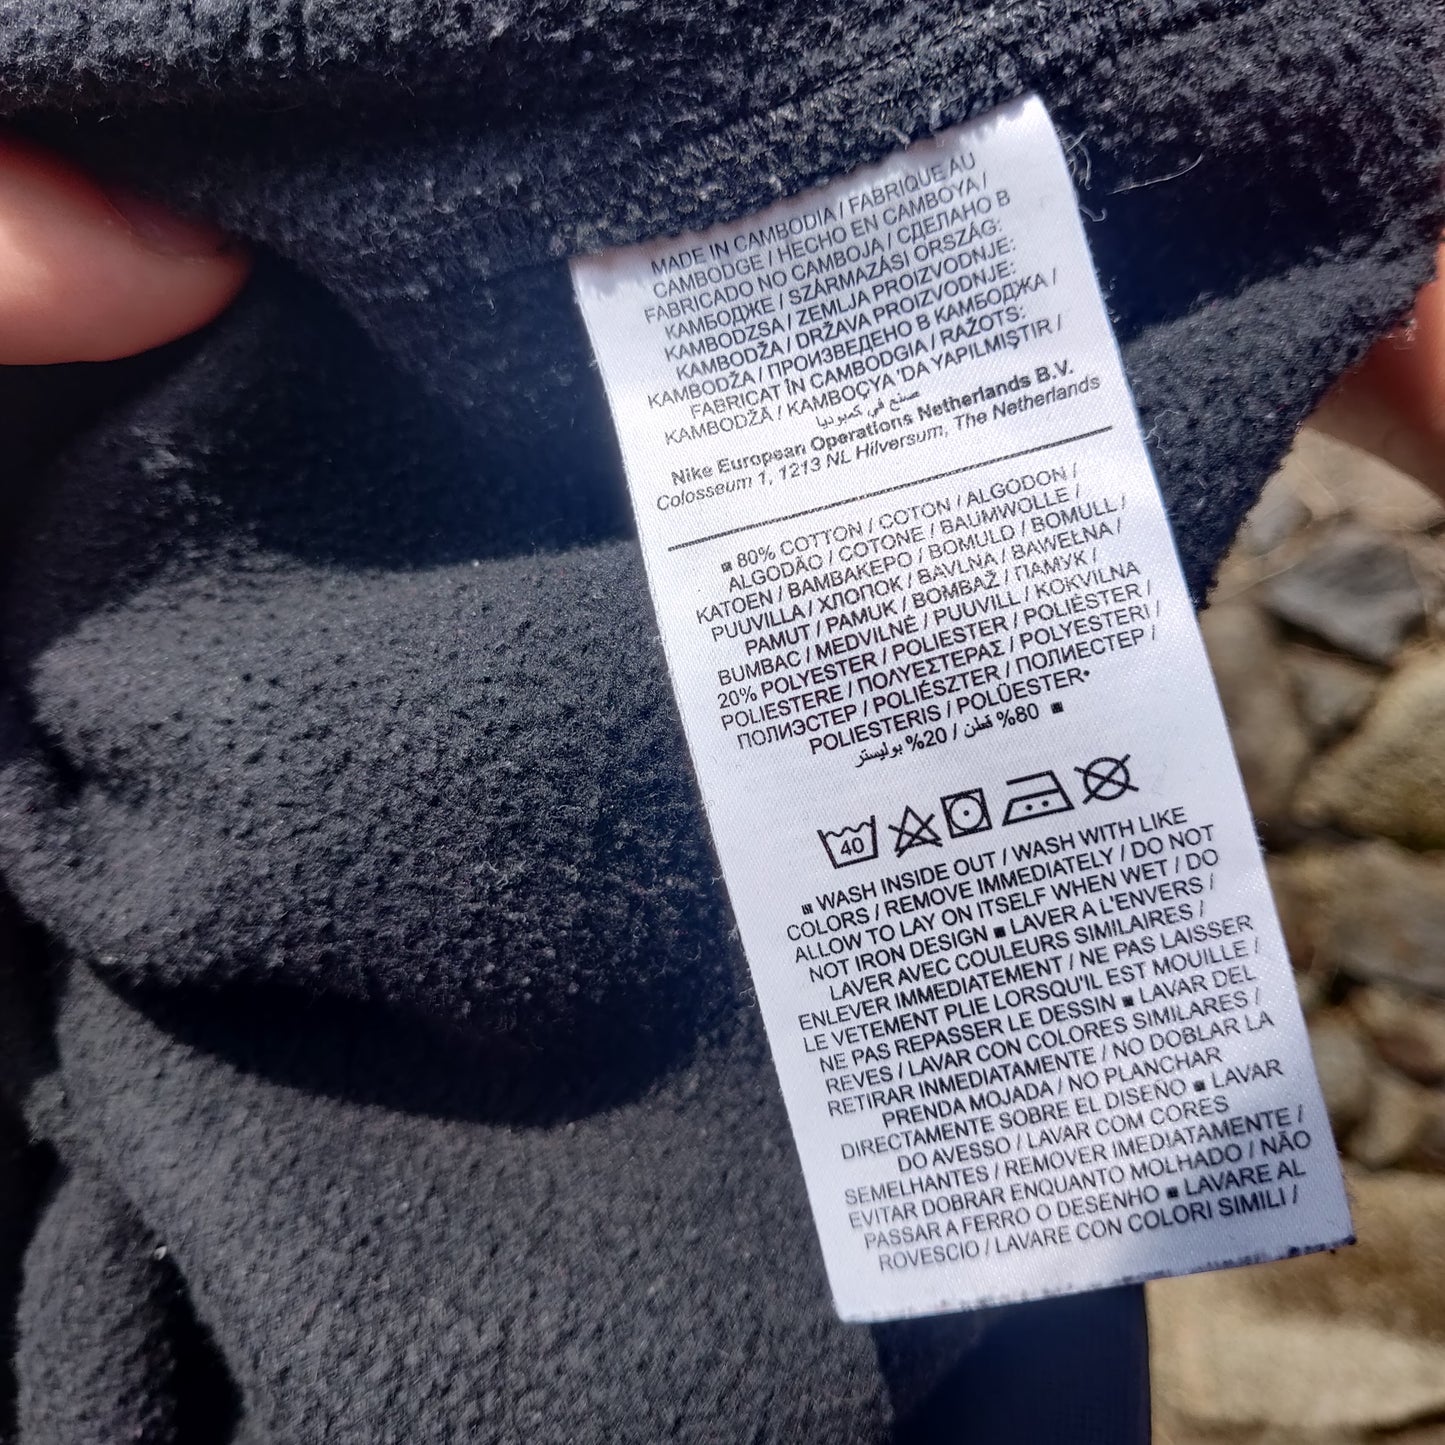 MADE IN CAMBODIA / FABRIQUE AU
CAMBODGE / HECHO EN CAMBOYA /
FABRICADO NO CAMBOJA / СДЕЛАНО В
КАМБОДЖЕ / SZÁRMAZÁSI ORSZÁG:
KAMBODZSA / ZEMLJA PROIZVODNJE:
KAMBODŽA / DRŽAVA PROIZVODNJE:
KAMBODŽA / ПРОИЗВЕДЕНО В КАМБОДЖА /
FABRICAT ÎN CAMBODGIA / RAŽOTS:
KAMBODŽĀ / KAMBOÇYA 'DA YAPILMIŞTIR /
صنع في كمبوديا
Nike European Operations Netherlands B.V.
Colosseum 1, 1213 NL Hilversum, The Netherlands
80% COTTON / COTON / ALGODON /
ALGODÃO / COTONE / BAUMWOLLE /
KATOEN / ΒΑΜΒΑΚΕΡΟ / BOMULD / BOMULL /
PUUVILLA / ХЛОПОК / BAVLNA / BAWEŁNA /
PAMUT / PAMUK / BOMBAŽ / ПАМУК /
BUMBAC / MEDVILNĖ / PUUVILL / KOKVILNA
20% POLYESTER / POLIESTER / POLIÉSTER /
POLIESTERE / ΠΟΛΥΕΣΤΕΡΑΣ / POLYESTERI /
ПОЛИЭСТЕР / POLIÉSZTER / ПОЛИЕСТЕР /
POLIESTERIS / POLÜESTER
80% قطن / 20% بوليستر
40
WASH INSIDE OUT / WASH WITH LIKE
COLORS / REMOVE IMMEDIATELY / DO NOT
ALLOW TO LAY ON ITSELF WHEN WET / DO
NOT IRON DESIGN ■ LAVER A L'ENVERS /
LAVER AVEC COULEURS SIMILAIRES /
ENLEVER IMMEDIATEMENT / NE PAS LAISSER
LE VETEMENT PLIE LORSQU'IL EST MOUILLE /
NE PAS REPASSER LE DESSIN ■ LAVAR DEL
REVES / LAVAR CON COLORES SIMILARES /
RETIRAR INMEDIATAMENTE / NO DOBLAR LA
PRENDA MOJADA / NO PLANCHAR
DIRECTAMENTE SOBRE EL DISEÑO ■ LAVAR
DO AVESSO / LAVAR COM CORES
SEMELHANTES / REMOVER IMEDIATAMENTE /
EVITAR DOBRAR ENQUANTO MOLHADO / NÃO
PASSAR A FERRO O DESENHO ■ LAVARE AL
ROVESCIO / LAVARE CON COLORI SIMILI /